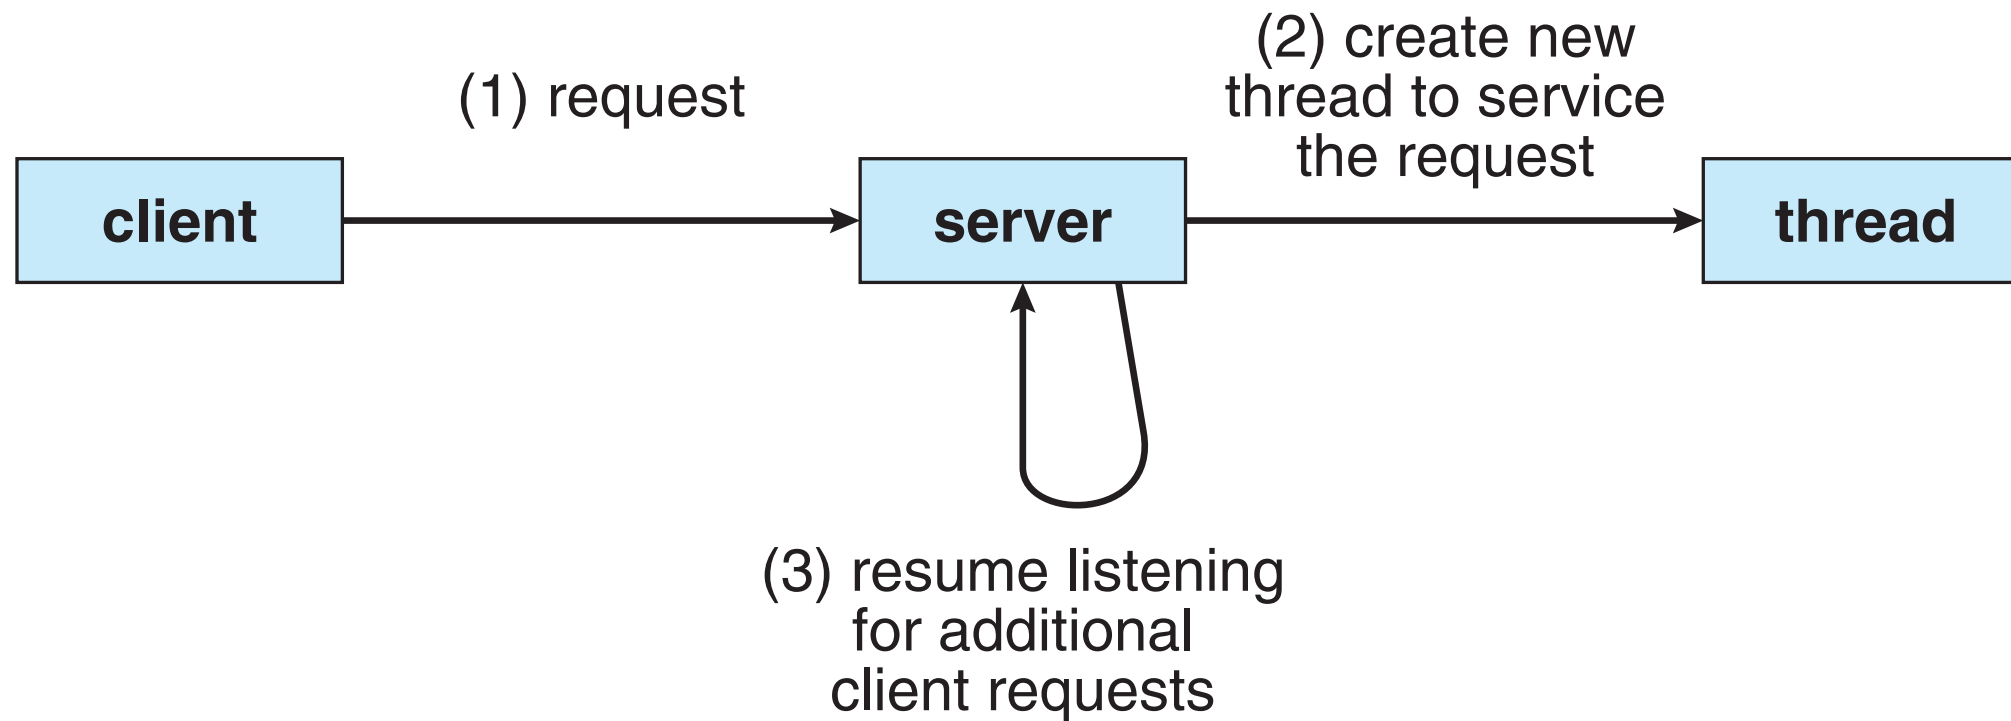 (1) request
(2) create new
thread to service
the request
client
server
thread
(3) resume listening
for additional
client requests